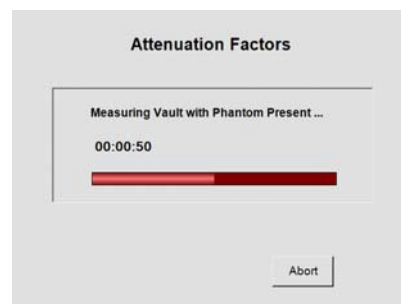 Attenuation Factors
Measuring Vault with Phantom Present ...
00:00:50
Abort